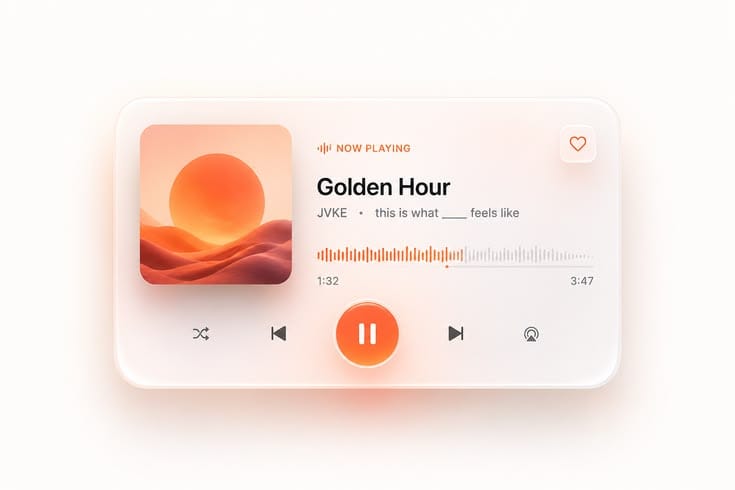 NOW PLAYING
Golden Hour
JVKE • this is what ____ feels like
1:32 3:47